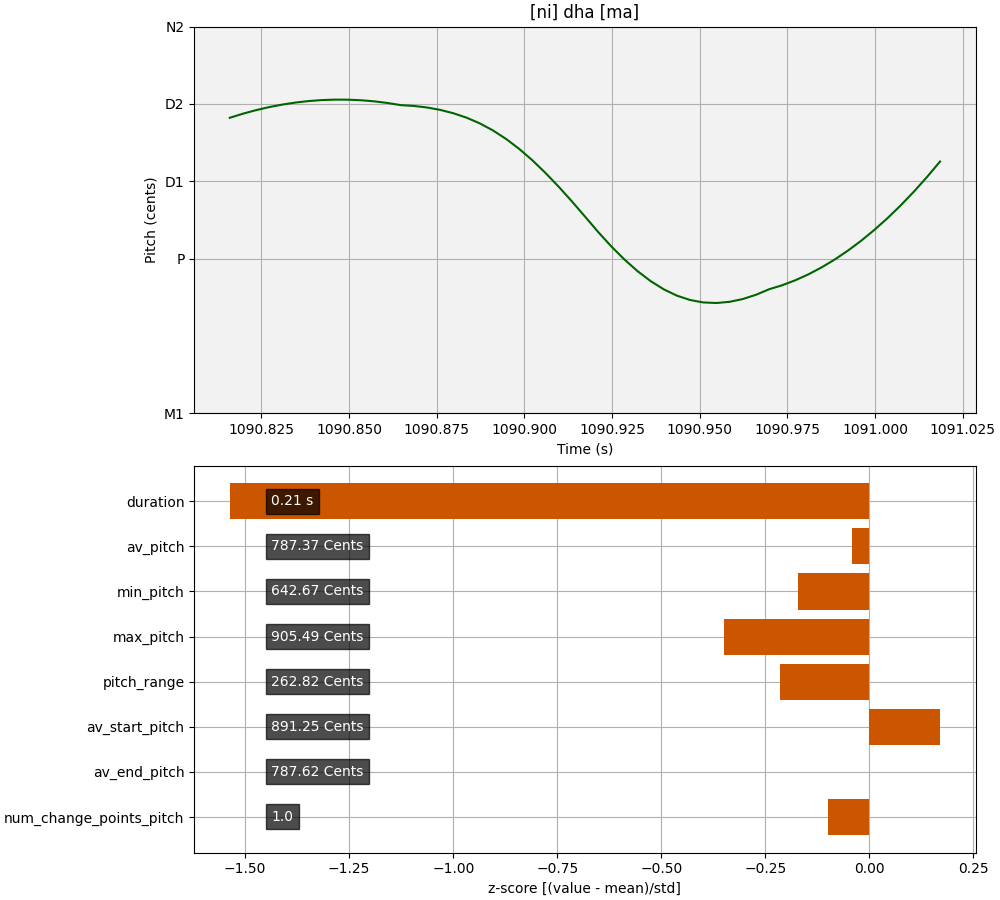 [ni] dha [ma]
N2
D2
D1
P
M1
Pitch (cents)
1090.825 1090.850 1090.875 1090.900 1090.925 1090.950 1090.975 1091.000 1091.025
Time (s)
duration 0.21 s
av_pitch 787.37 Cents
min_pitch 642.67 Cents
max_pitch 905.49 Cents
pitch_range 262.82 Cents
av_start_pitch 891.25 Cents
av_end_pitch 787.62 Cents
num_change_points_pitch 1.0
−1.50 −1.25 −1.00 −0.75 −0.50 −0.25 0.00 0.25
z-score [(value - mean)/std]